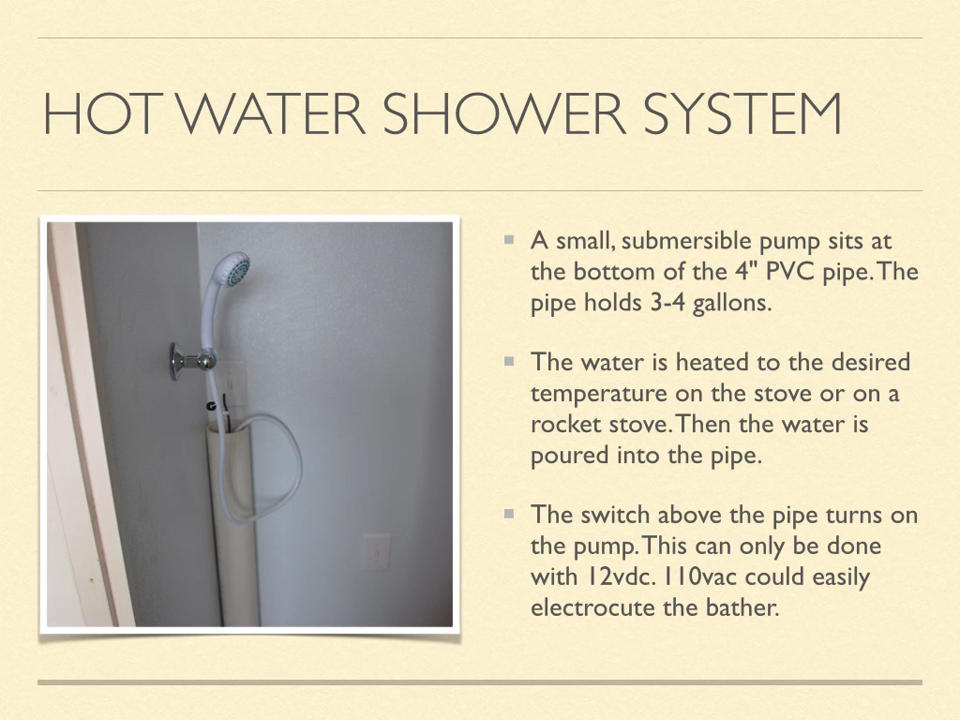 HOT WATER SHOWER SYSTEM
A small, submersible pump sits at
the bottom of the 4" PVC pipe. The
pipe holds 3-4 gallons.
The water is heated to the desired
temperature on the stove or on a
rocket stove. Then the water is
poured into the pipe.
The switch above the pipe turns on
the pump. This can only be done
with 12vdc. 110vac could easily
electrocute the bather.